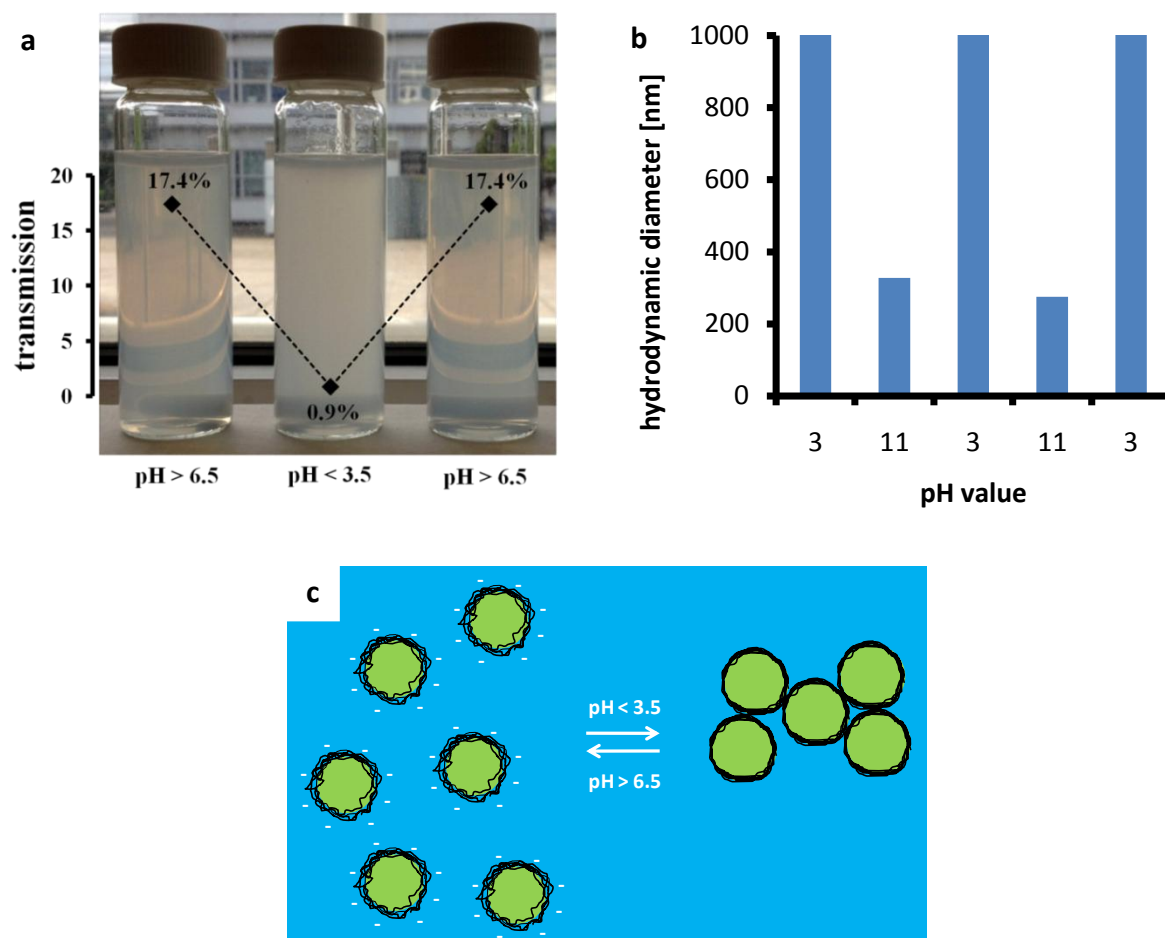 a
transmission
20
15
10
5
0
17.4%
0.9%
17.4%
pH > 6.5
pH < 3.5
pH > 6.5
b
hydrodynamic diameter [nm]
1000
800
600
400
200
0
3 11 3 11 3
pH value
c
pH < 3.5
pH > 6.5